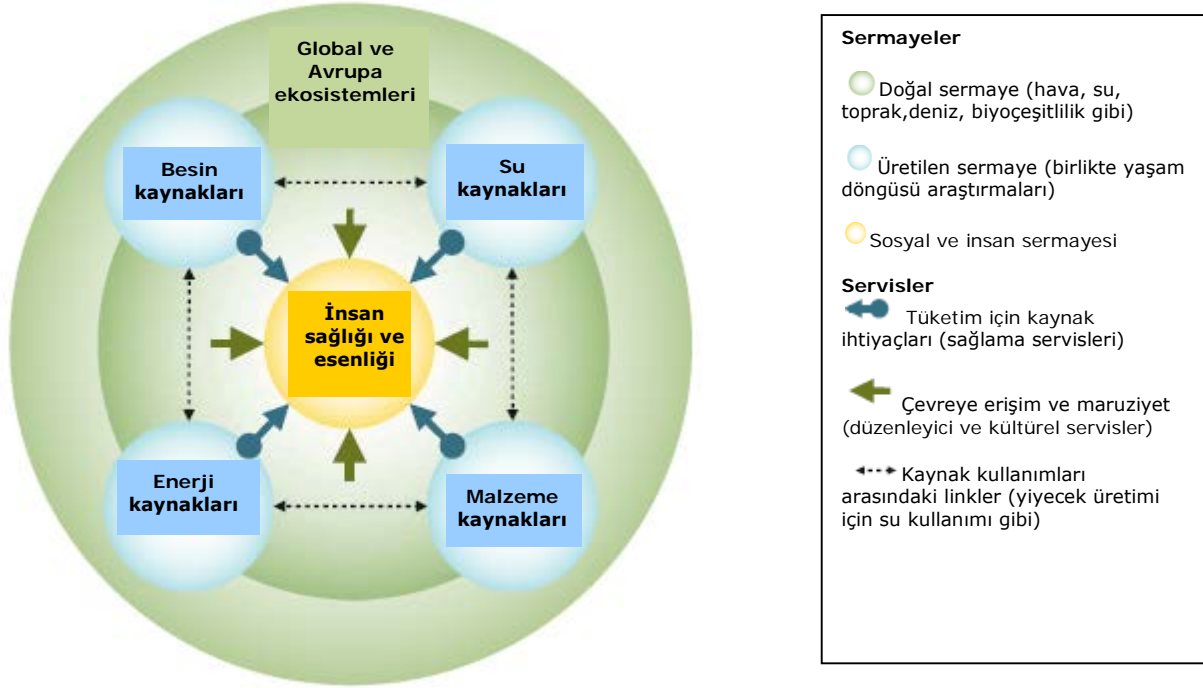 Global ve
Avrupa
ekosistemleri
Besin
kaynakları
Su
kaynakları
İnsan
sağlığı ve
esenliği
Enerji
kaynakları
Malzeme
kaynakları
Sermayeler
Doğal sermaye (hava, su,
toprak,deniz, biyoçeşitlilik gibi)
Üretilen sermaye (birlikte yaşam
döngüsü araştırmaları)
Sosyal ve insan sermayesi
Servisler
Tüketim için kaynak
ihtiyaçları (sağlama servisleri)
Çevreye erişim ve maruziyet
(düzenleyici ve kültürel servisler)
Kaynak kullanımları
arasındaki linkler (yiyecek üretimi
için su kullanımı gibi)